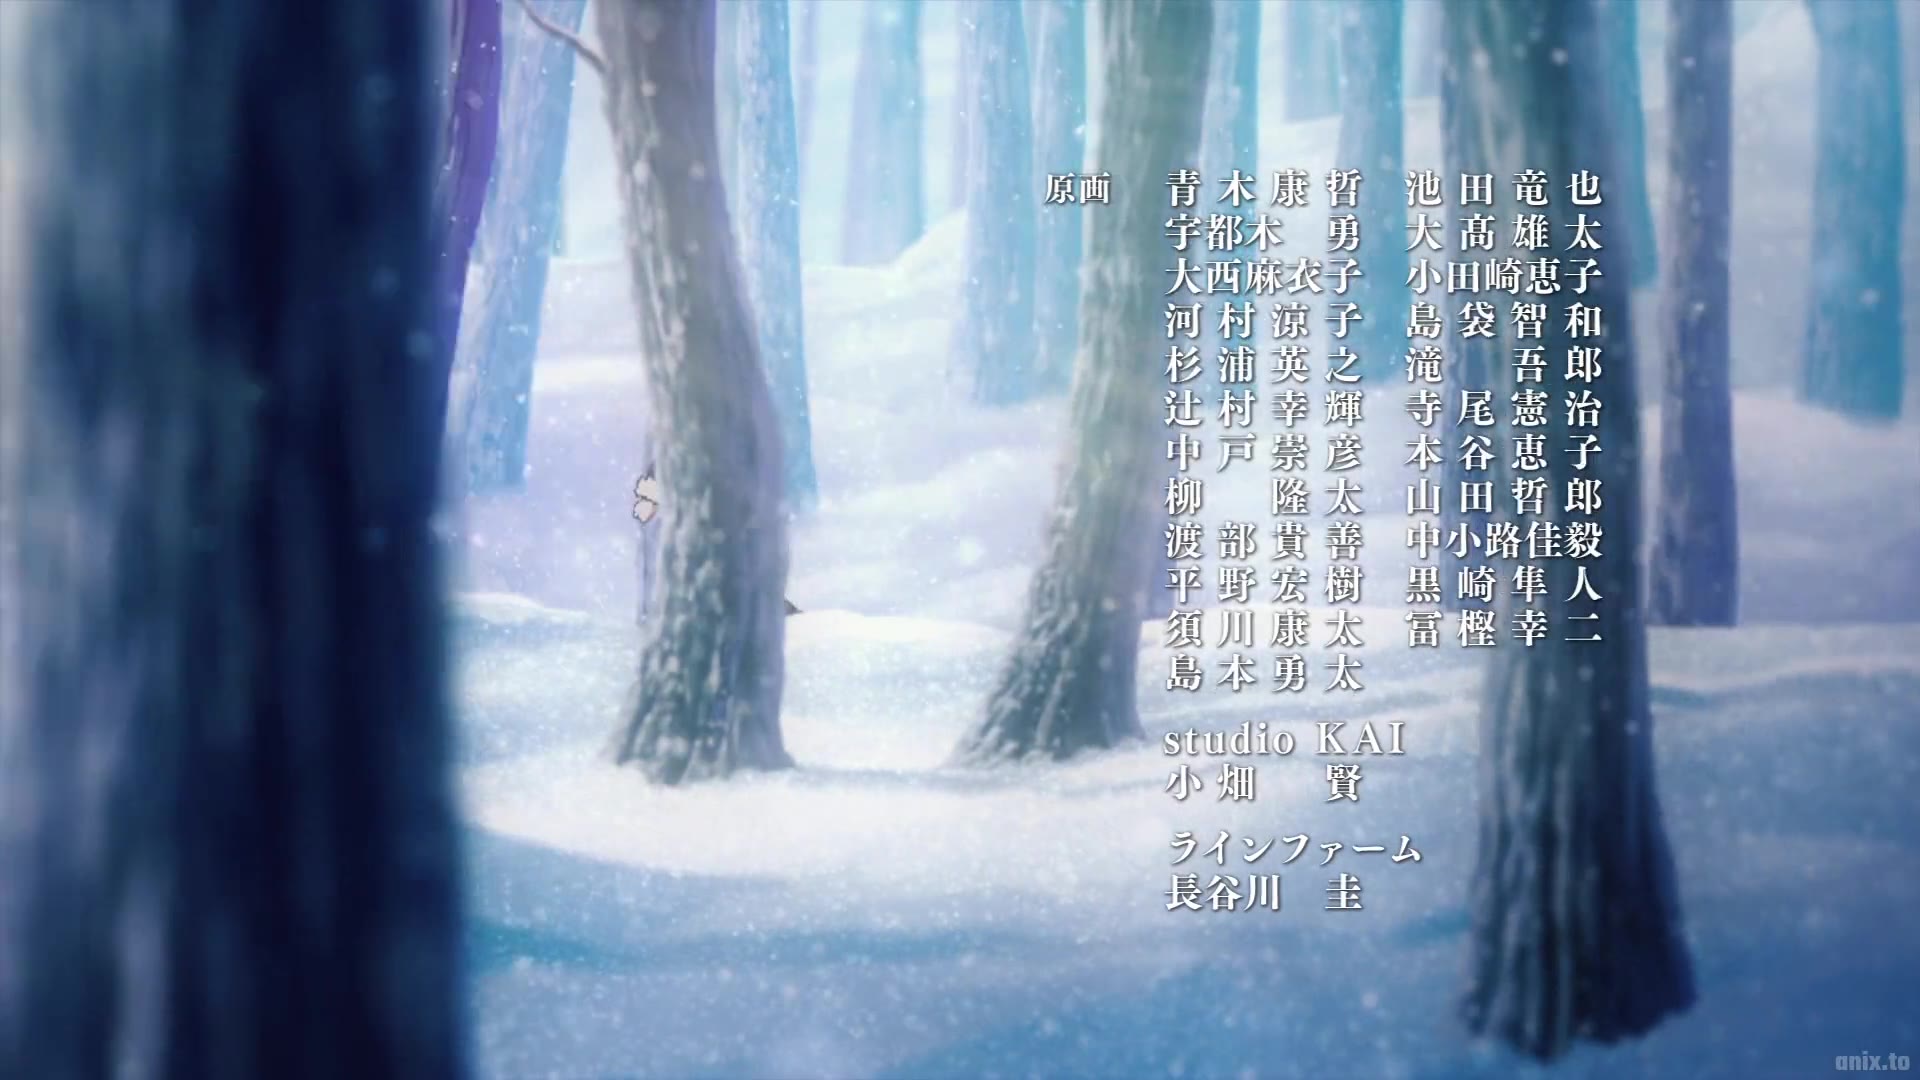 原画 青木康哲 池田竜也
宇都木 勇 大髙雄太
大西麻衣子 小田崎恵子
河村涼子 島袋智和
杉浦英之 滝 吾郎
辻村幸輝 寺尾憲治
中戸崇彦 本谷恵子
柳 隆太 山田哲郎
渡部貴善 中小路佳毅
平野宏樹 黒崎隼人
須川康太 冨樫幸二
島本勇太
studio KAI
小畑 賢
ラインファーム
長谷川 圭
anix.to